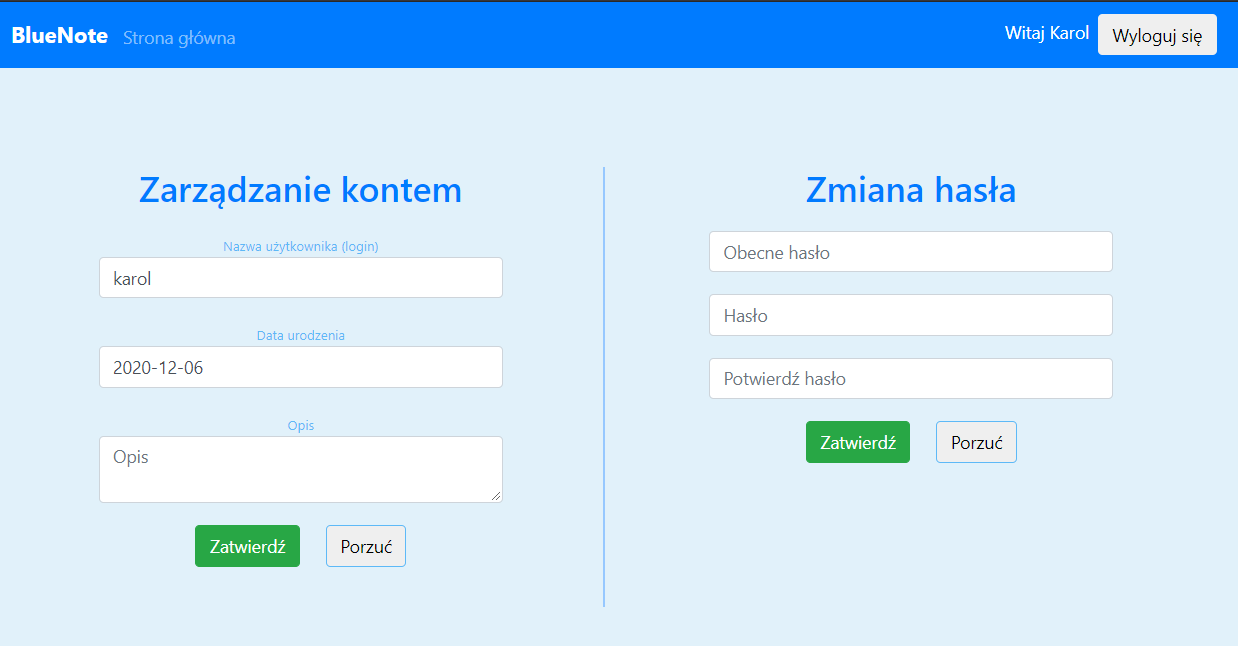 BlueNote Strona główna Witaj Karol Wyloguj się
Zarządzanie kontem
Nazwa użytkownika (login)
karol
Data urodzenia
2020-12-06
Opis
Opis
Zatwierdź Porzuć
Zmiana hasła
Obecne hasło
Hasło
Potwierdź hasło
Zatwierdź Porzuć